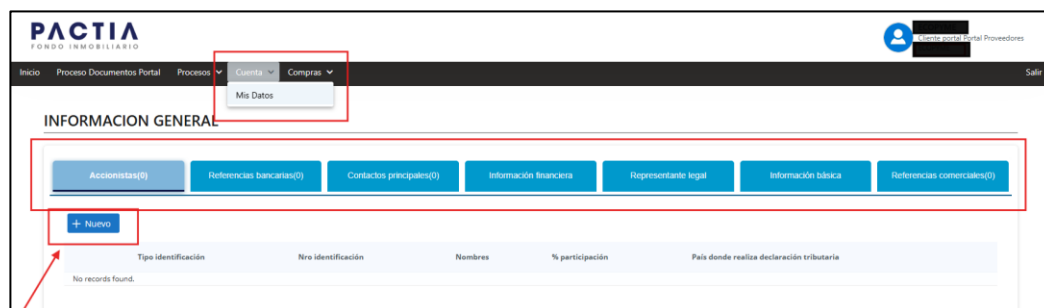 PACTIA
FONDO INMOBILIARIO
Cliente portal Portal Proveedores
Inicio Proceso Documentos Portal Procesos Cuenta Compras Salir
Mis Datos
INFORMACION GENERAL
Accionistas(0) Referencias bancarias(0) Contactos principales(0) Información financiera Representante legal Información básica Referencias comerciales(0)
+ Nuevo
Tipo identificación Nro identificación Nombres % participación País donde realiza declaración tributaria
No records found.